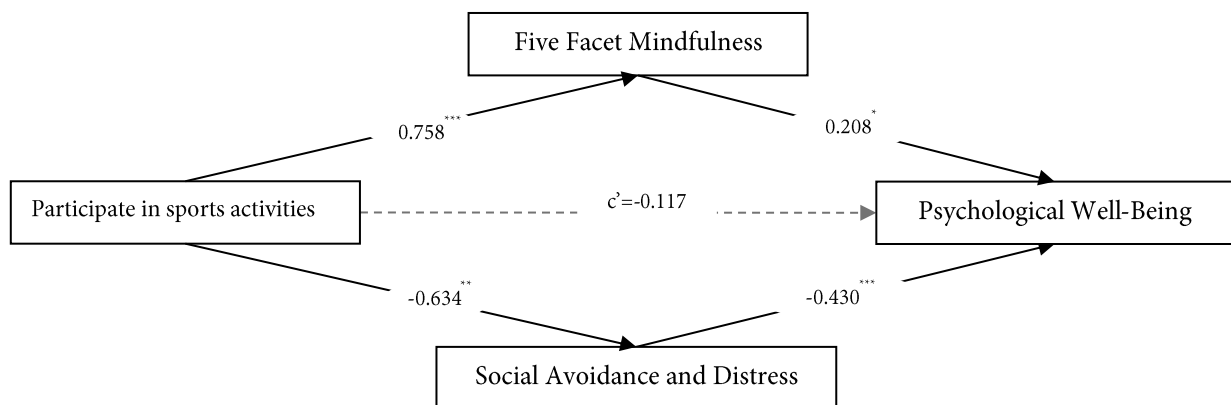 Five Facet Mindfulness
0.758***
0.208*
Participate in sports activities
c’=-0.117
Psychological Well-Being
-0.634**
-0.430***
Social Avoidance and Distress